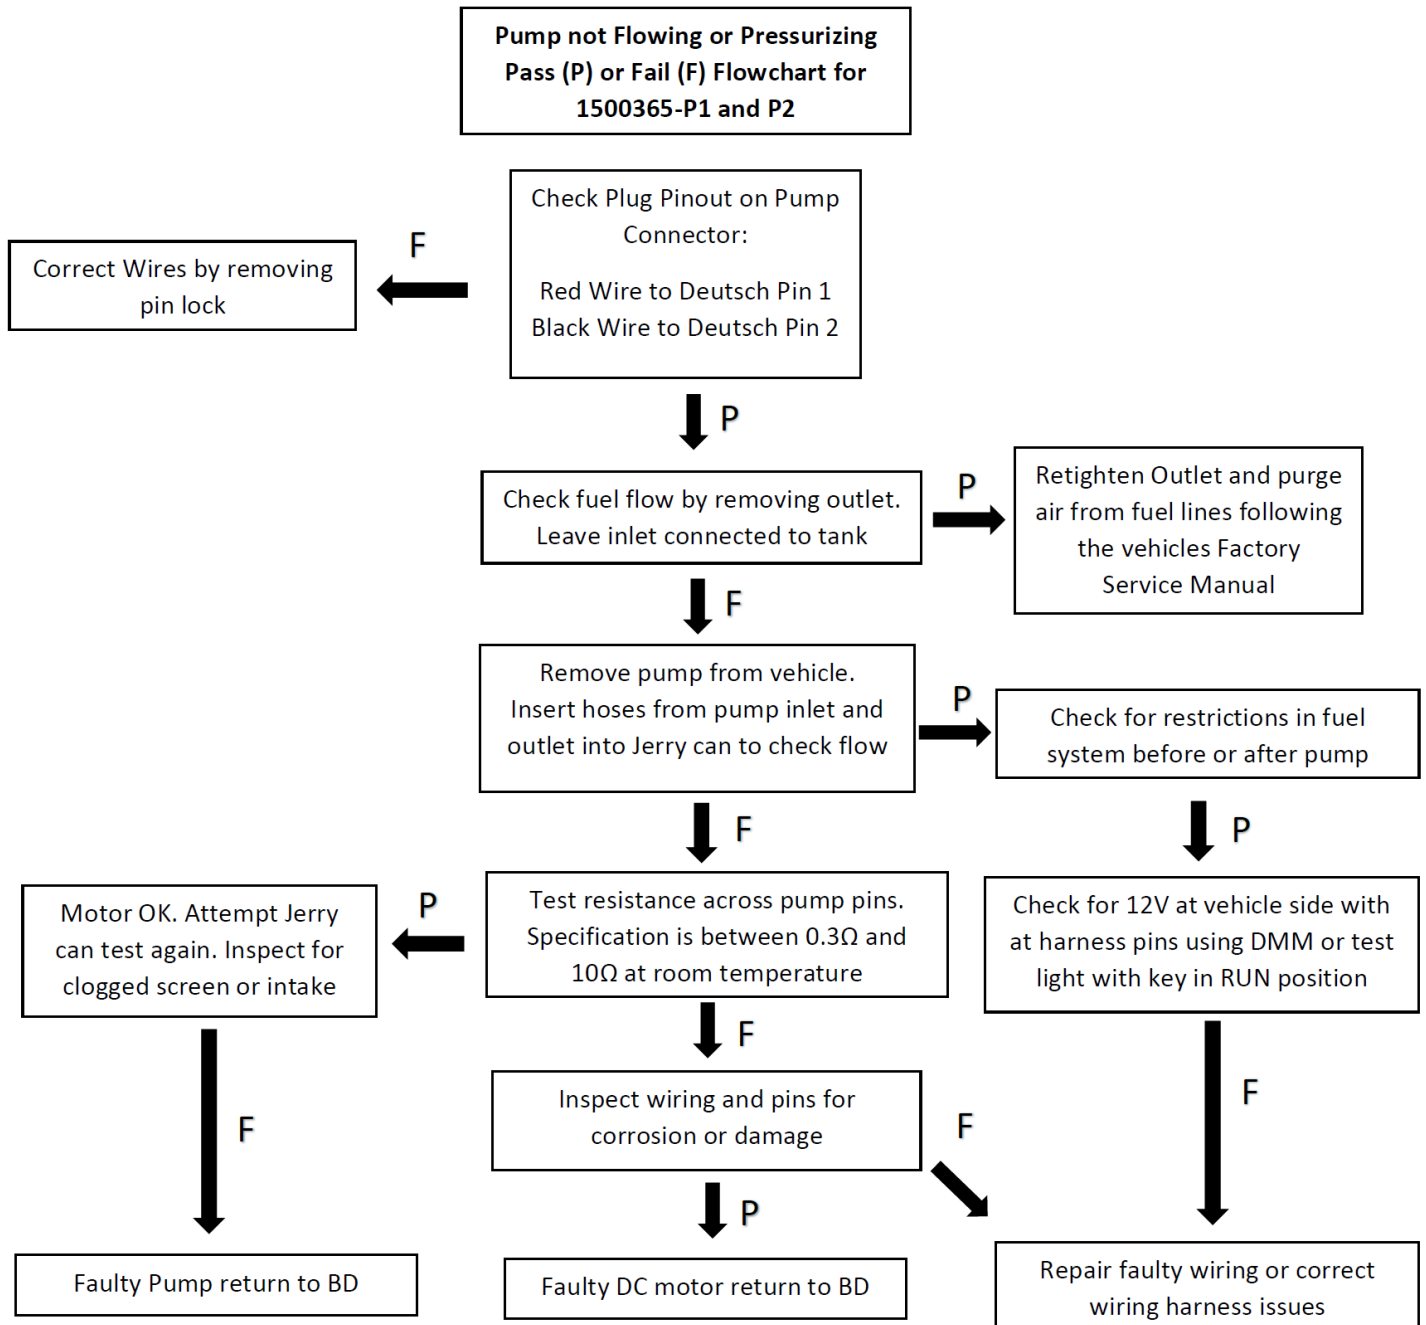 Pump not Flowing or Pressurizing
Pass (P) or Fail (F) Flowchart for
1500365-P1 and P2
Check Plug Pinout on Pump
Connector:
Red Wire to Deutsch Pin 1
Black Wire to Deutsch Pin 2
F
Correct Wires by removing
pin lock
P
Check fuel flow by removing outlet.
Leave inlet connected to tank
P
Retighten Outlet and purge
air from fuel lines following
the vehicles Factory
Service Manual
F
Remove pump from vehicle.
Insert hoses from pump inlet and
outlet into Jerry can to check flow
P
Check for restrictions in fuel
system before or after pump
F
P
Test resistance across pump pins.
Specification is between 0.3Ω and
10Ω at room temperature
P
Motor OK. Attempt Jerry
can test again. Inspect for
clogged screen or intake
Check for 12V at vehicle side with
at harness pins using DMM or test
light with key in RUN position
F
Inspect wiring and pins for
corrosion or damage
F
F
F
P
Faulty Pump return to BD
Faulty DC motor return to BD
Repair faulty wiring or correct
wiring harness issues